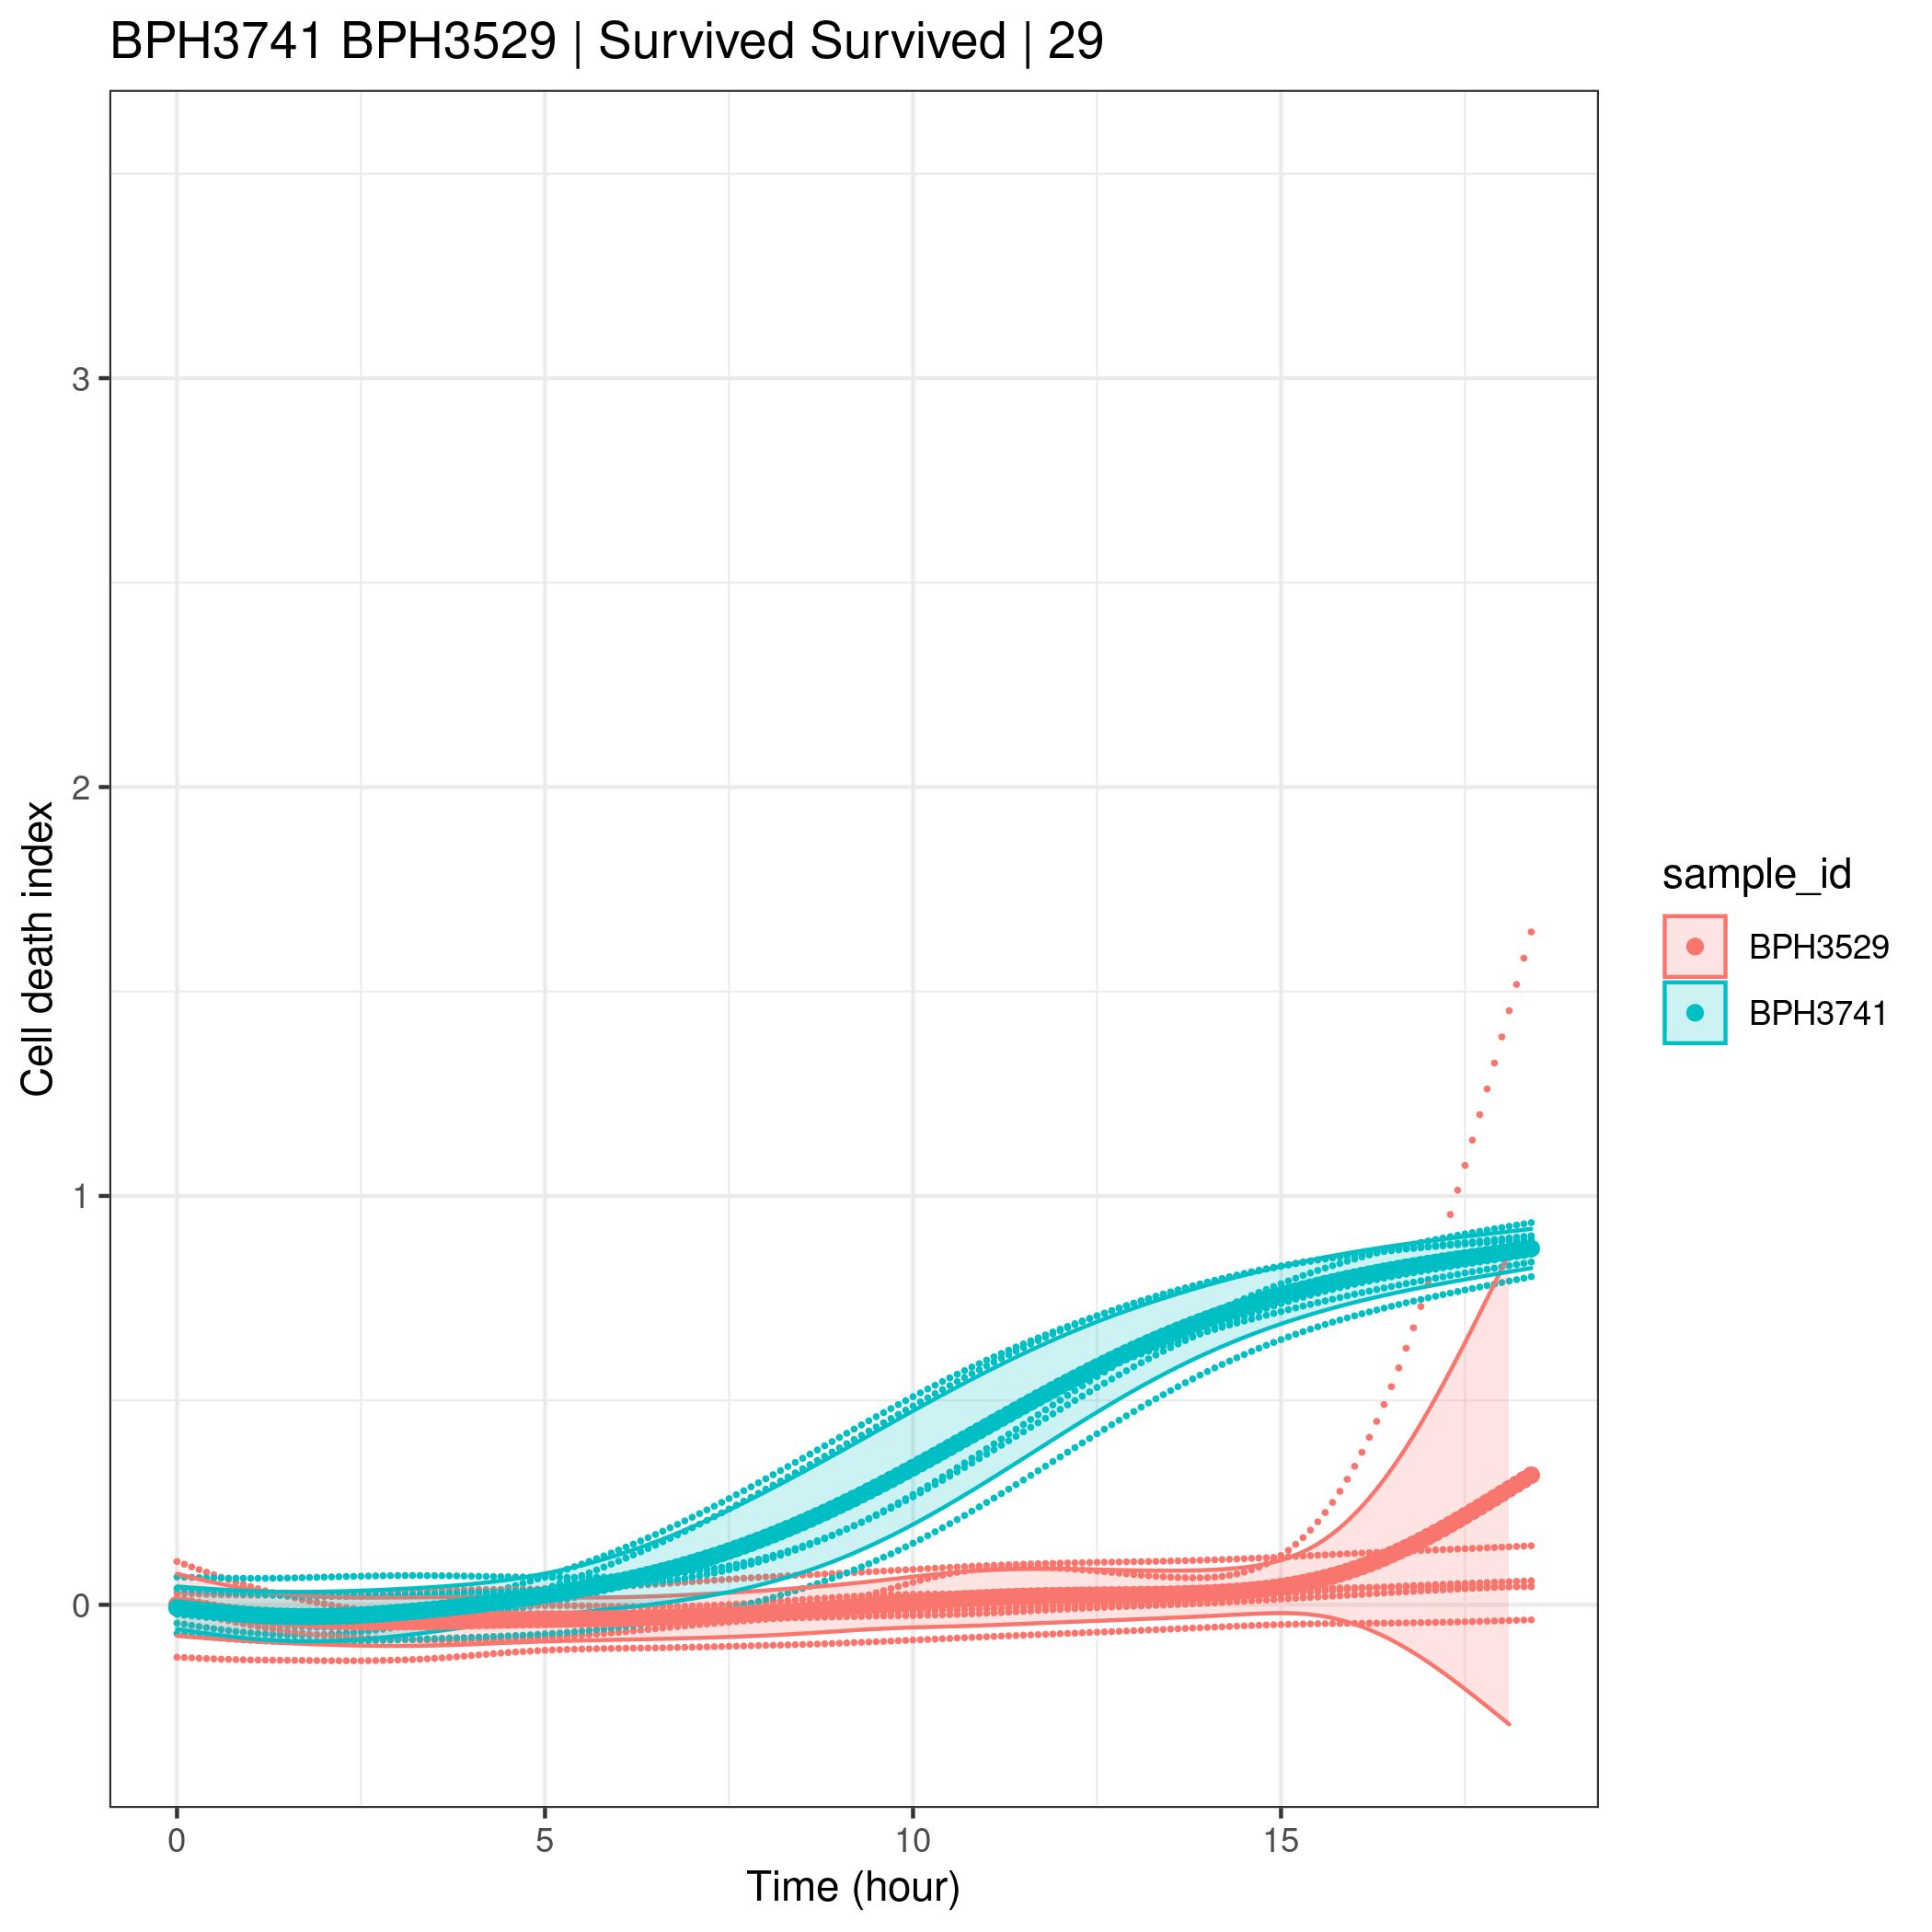 BPH3741 BPH3529 | Survived Survived | 29
3
2
1
0
Cell death index
0 5 10 15
Time (hour)
sample_id
BPH3529
BPH3741